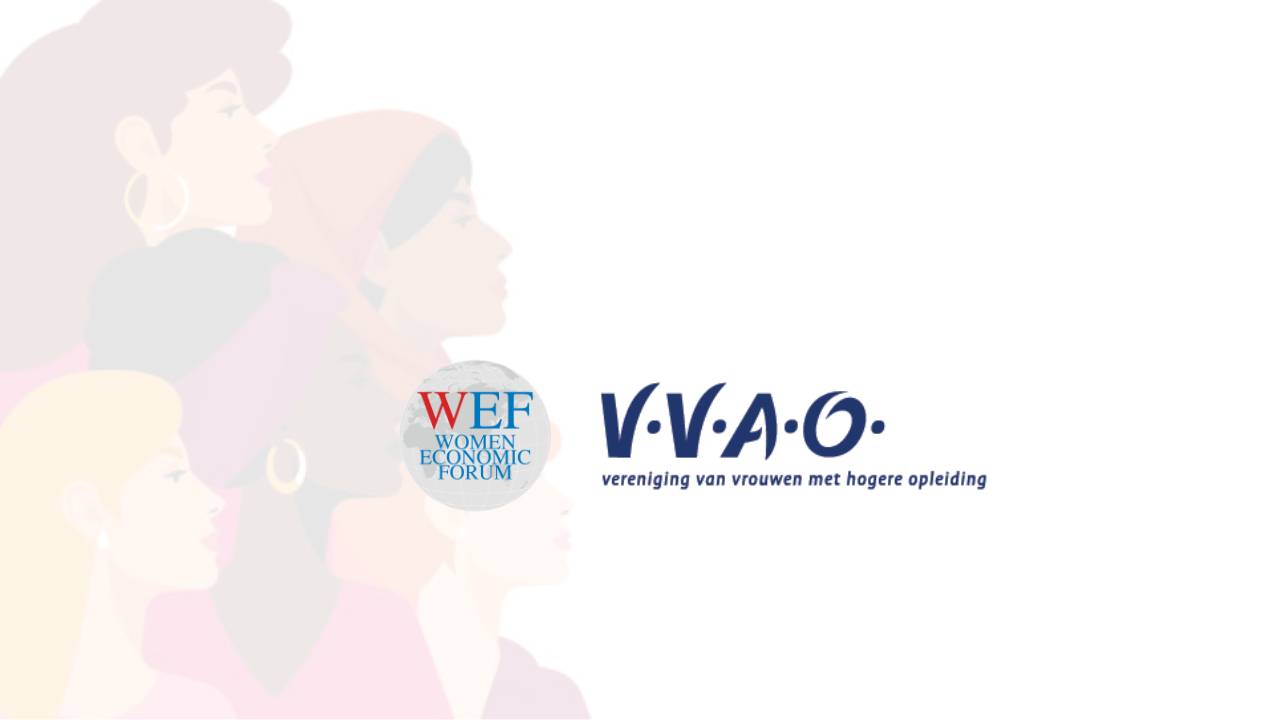 WEF
WOMEN
ECONOMIC
FORUM
V·V·A·O·
vereniging van vrouwen met hogere opleiding